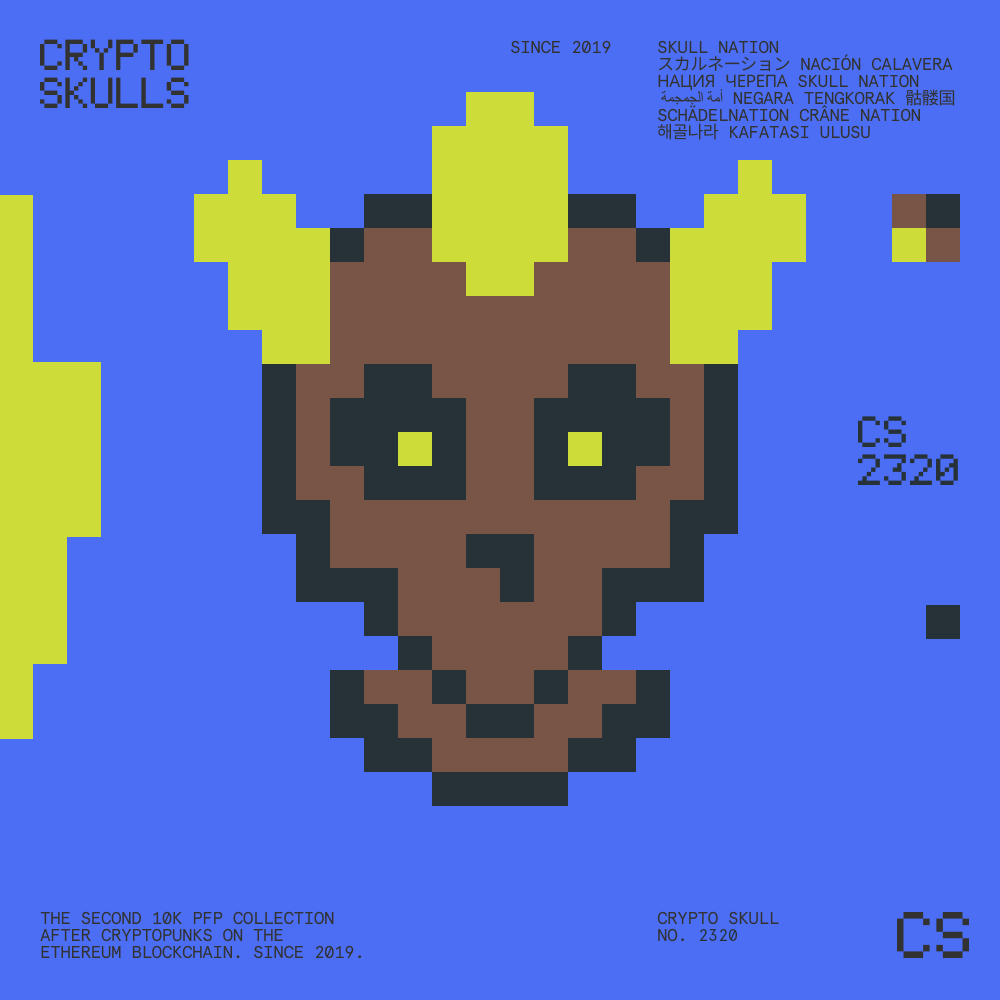 CRYPTO
SKULLS
SINCE 2019
SKULL NATION
スカルネーション NACIÓN CALAVERA
НАЦИЯ ЧЕРЕПА SKULL NATION
أمة الجمجمة NEGARA TENGKORAK 骷髅国
SCHÄDELNATION CRÂNE NATION
해골나라 KAFATASI ULUSU
CS
2320
THE SECOND 10K PFP COLLECTION
AFTER CRYPTOPUNKS ON THE
ETHEREUM BLOCKCHAIN. SINCE 2019.
CRYPTO SKULL
NO. 2320
CS